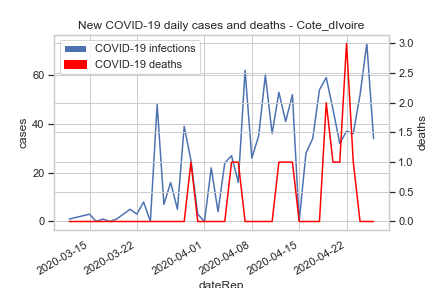 New COVID-19 daily cases and deaths - Cote_dIvoire
COVID-19 infections
COVID-19 deaths
cases
60
40
20
0
deaths
3.0
2.5
2.0
1.5
1.0
0.5
0.0
2020-03-15
2020-03-22
2020-04-01
2020-04-08
2020-04-15
2020-04-22
dateRep